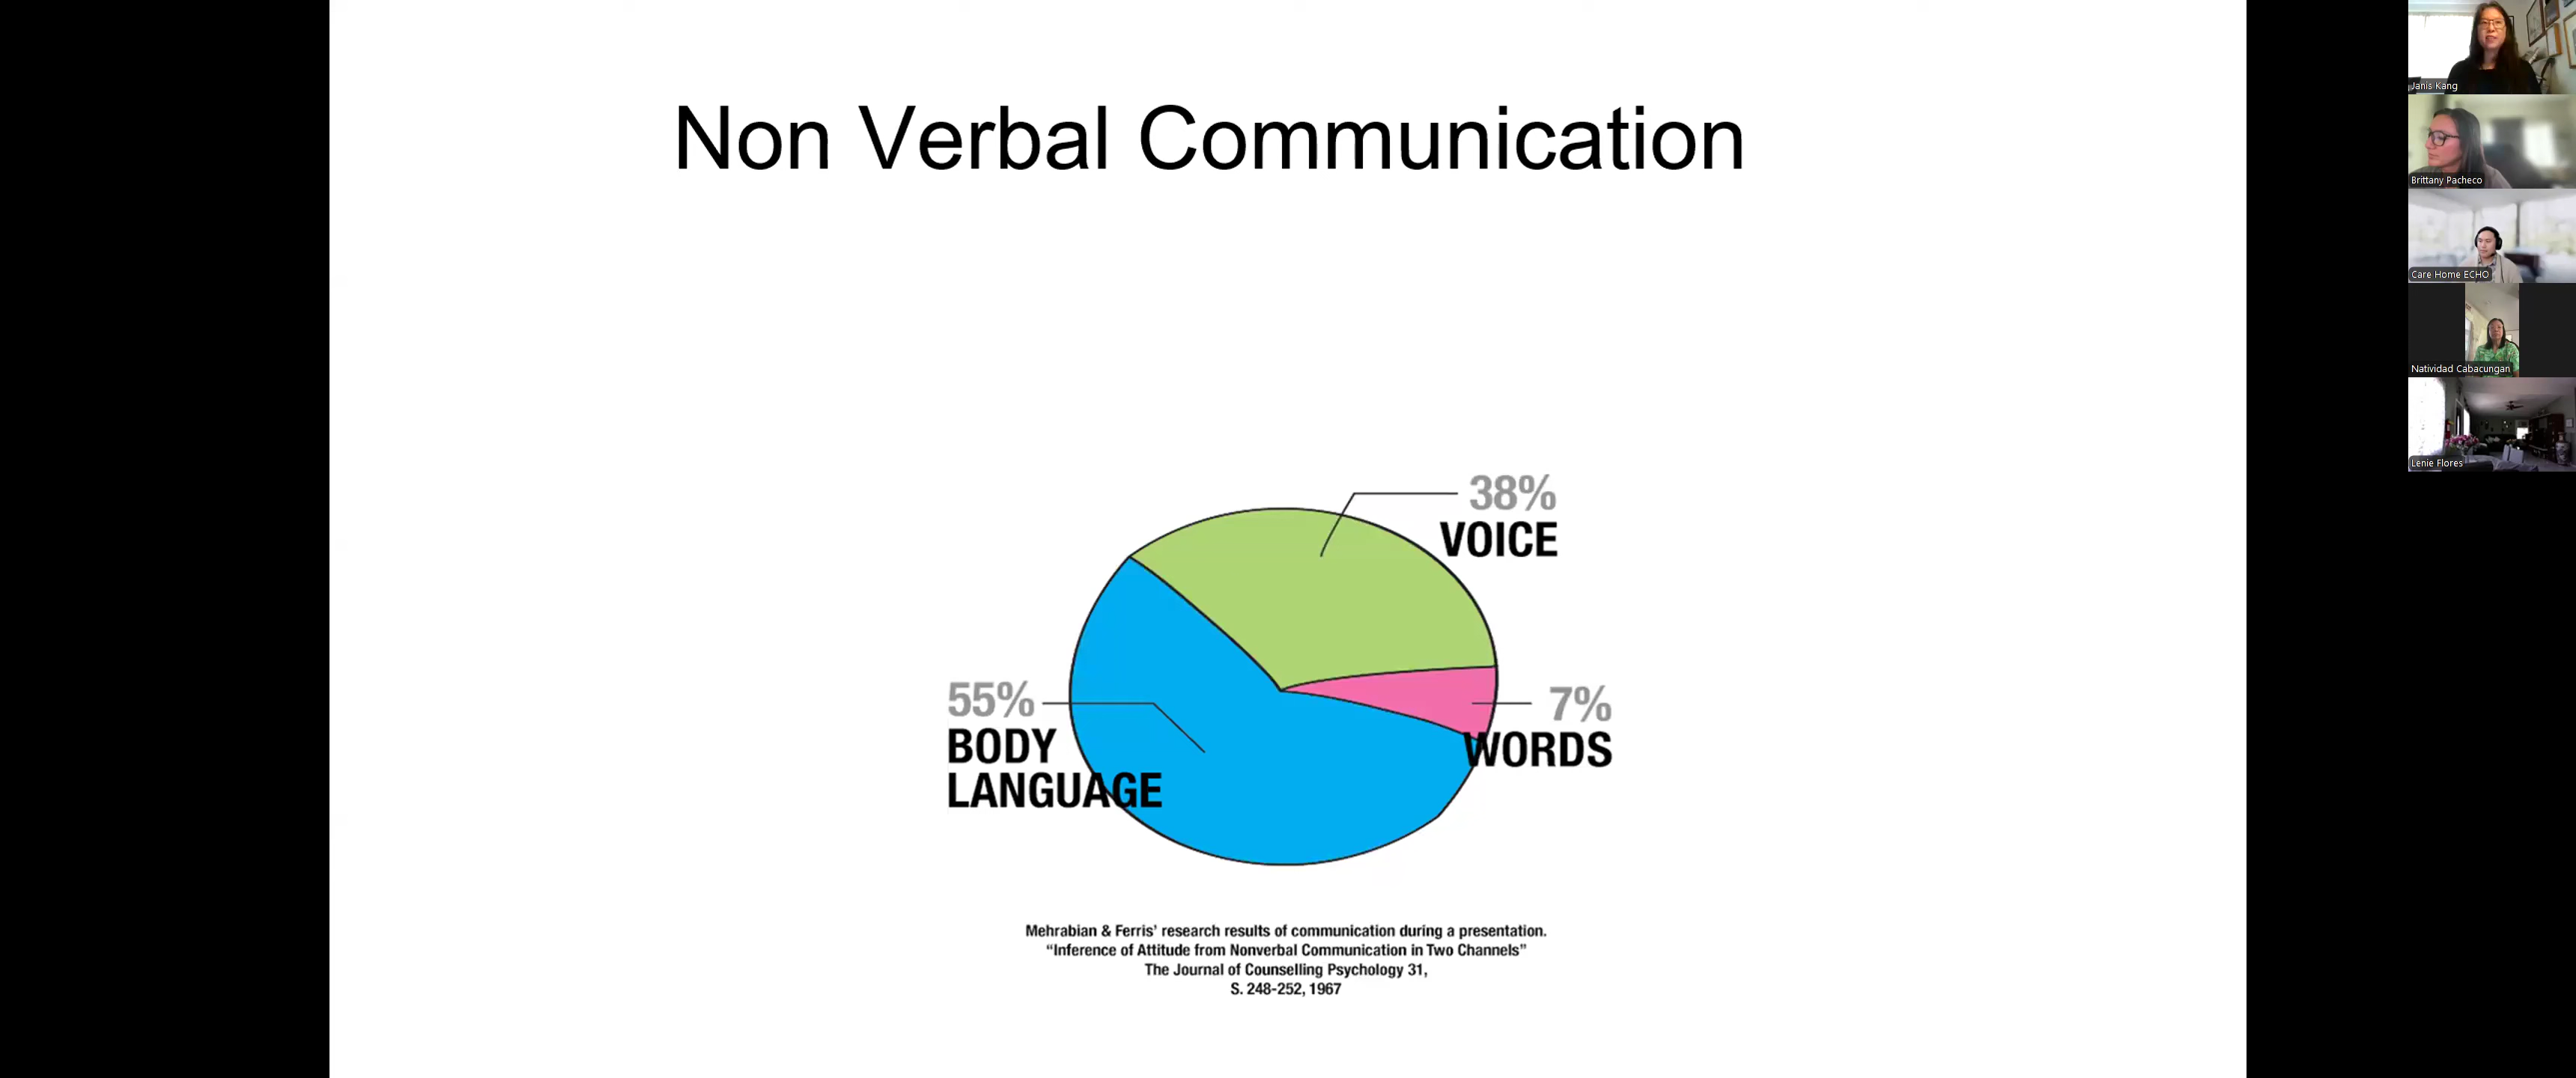 Non Verbal Communication
38%
VOICE
55%
BODY
LANGUAGE
7%
WORDS
Mehrabian & Ferris' research results of communication during a presentation.
“Inference of Attitude from Nonverbal Communication in Two Channels”
The Journal of Counselling Psychology 31,
S. 248-252, 1967
Janis Kang
Brittany Pacheco
Care Home ECHO
Natividad Cabacungan
Lenie Flores